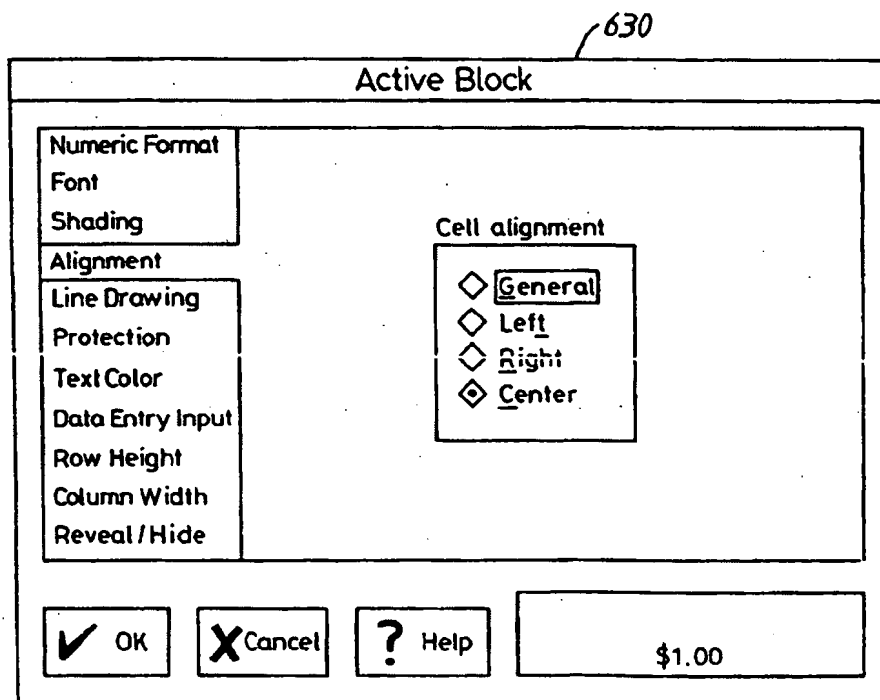 630
Active Block
Numeric Format
Font
Shading
Alignment
Line Drawing
Protection
Text Color
Data Entry Input
Row Height
Column Width
Reveal/Hide
Cell alignment
General
Left
Right
Center
OK
Cancel
? Help
$1.00